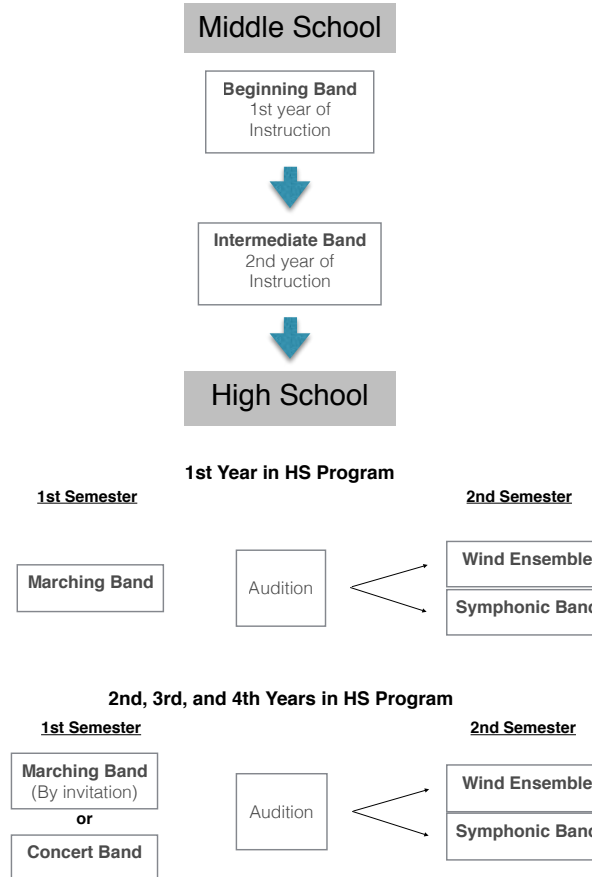 Middle School
Beginning Band
1st year of
Instruction
Intermediate Band
2nd year of
Instruction
High School
1st Year in HS Program
1st Semester
2nd Semester
Marching Band
Audition
Wind Ensemble
Symphonic Band
2nd, 3rd, and 4th Years in HS Program
1st Semester
2nd Semester
Marching Band
(By invitation)
or
Concert Band
Audition
Wind Ensemble
Symphonic Band